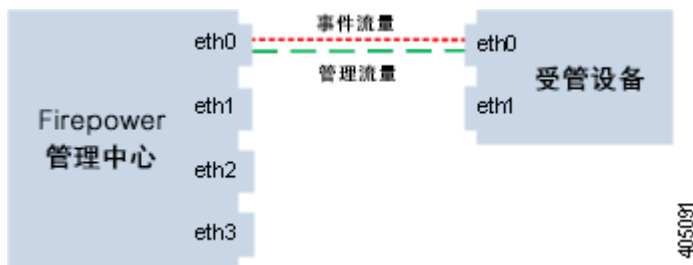 事件流量
管理流量
Firepower
管理中心
eth0
eth1
eth2
eth3
eth0
eth1
受管设备
405091